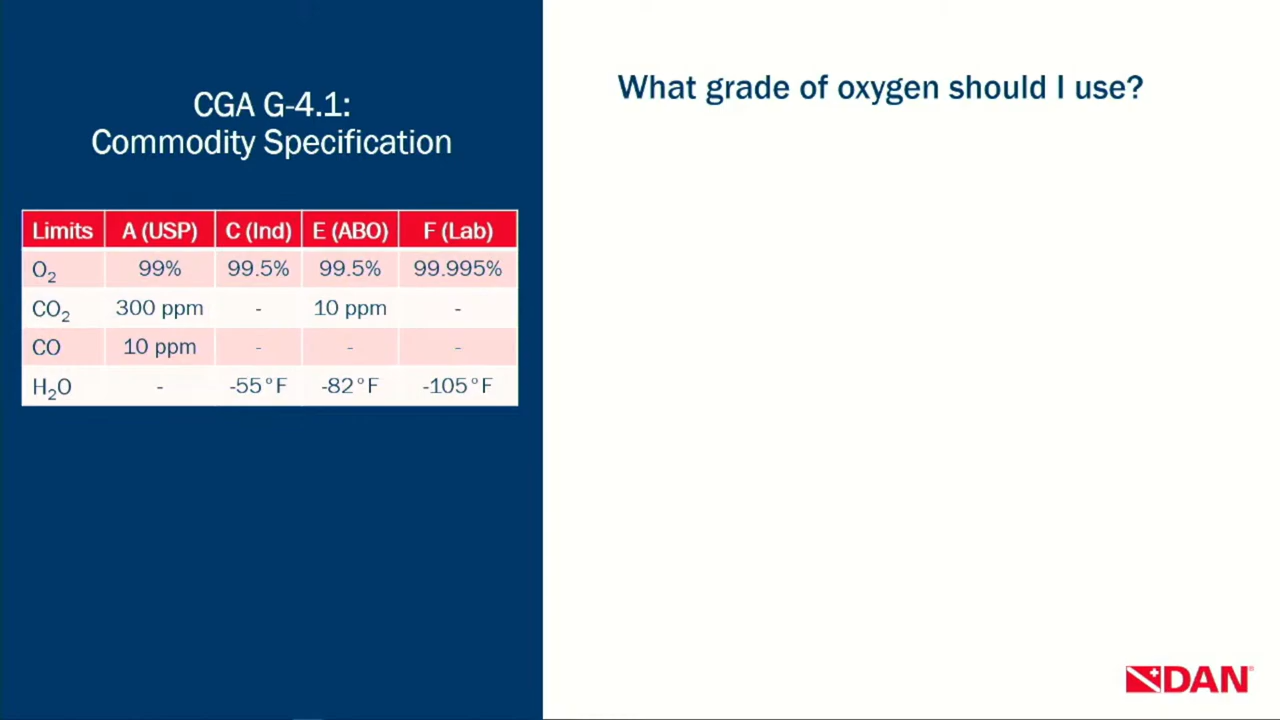 CGA G-4.1:
Commodity Specification
Limits A (USP) C (Ind) E (ABO) F (Lab)
O₂ 99% 99.5% 99.5% 99.995%
CO₂ 300 ppm - 10 ppm -
CO 10 ppm - - -
H₂O - -55°F -82°F -105°F
What grade of oxygen should I use?
DAN®